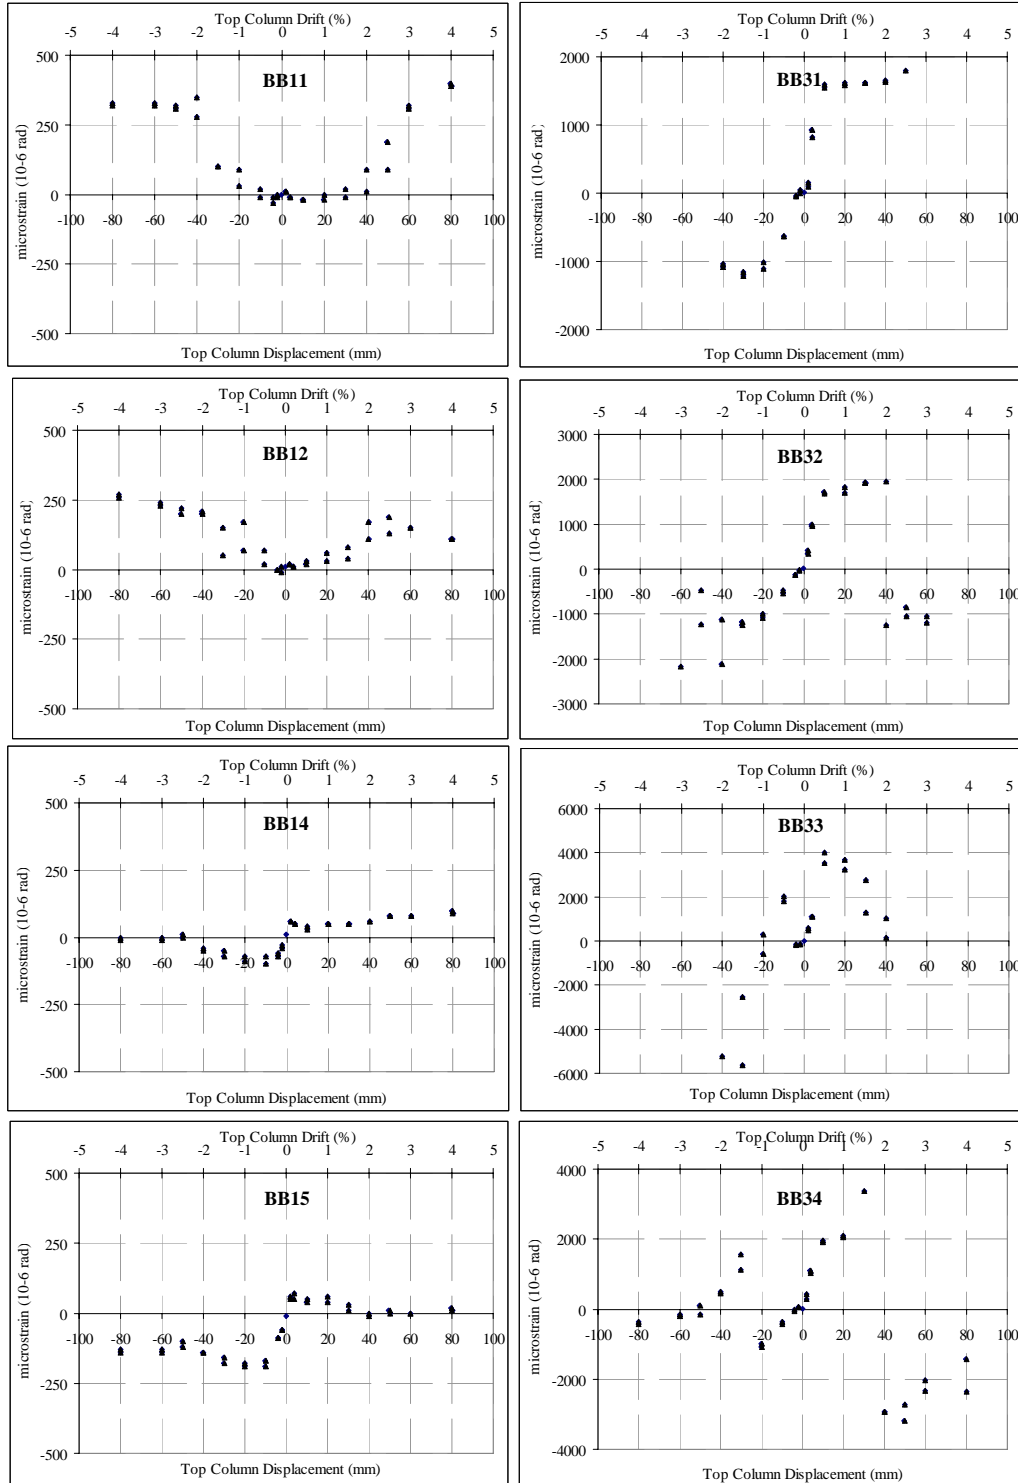 Top Column Drift (%)
-5 -4 -3 -2 -1 0 1 2 3 4 5
500
BB11
250
microstrain (10-6 rad)
0
-100 -80 -60 -40 -20 0 20 40 60 80 100
-250
-500
Top Column Displacement (mm)
Top Column Drift (%)
-5 -4 -3 -2 -1 0 1 2 3 4 5
2000
BB31
1000
microstrain (10-6 rad)
0
-100 -80 -60 -40 -20 0 20 40 60 80 100
-1000
-2000
Top Column Displacement (mm)
Top Column Drift (%)
-5 -4 -3 -2 -1 0 1 2 3 4 5
500
BB12
250
microstrain (10-6 rad)
0
-100 -80 -60 -40 -20 0 20 40 60 80 100
-250
-500
Top Column Displacement (mm)
Top Column Drift (%)
-5 -4 -3 -2 -1 0 1 2 3 4 5
3000
BB32
2000
1000
microstrain (10-6 rad)
0
-100 -80 -60 -40 -20 0 20 40 60 80 100
-1000
-2000
-3000
Top Column Displacement (mm)
Top Column Drift (%)
-5 -4 -3 -2 -1 0 1 2 3 4 5
500
BB14
250
microstrain (10-6 rad)
0
-100 -80 -60 -40 -20 0 20 40 60 80 100
-250
-500
Top Column Displacement (mm)
Top Column Drift (%)
-5 -4 -3 -2 -1 0 1 2 3 4 5
6000
BB33
4000
2000
microstrain (10-6 rad)
0
-100 -80 -60 -40 -20 0 20 40 60 80 100
-2000
-4000
-6000
Top Column Displacement (mm)
Top Column Drift (%)
-5 -4 -3 -2 -1 0 1 2 3 4 5
500
BB15
250
microstrain (10-6 rad)
0
-100 -80 -60 -40 -20 0 20 40 60 80 100
-250
-500
Top Column Displacement (mm)
Top Column Drift (%)
-5 -4 -3 -2 -1 0 1 2 3 4 5
4000
BB34
2000
microstrain (10-6 rad)
0
-100 -80 -60 -40 -20 0 20 40 60 80 100
-2000
-4000
Top Column Displacement (mm)